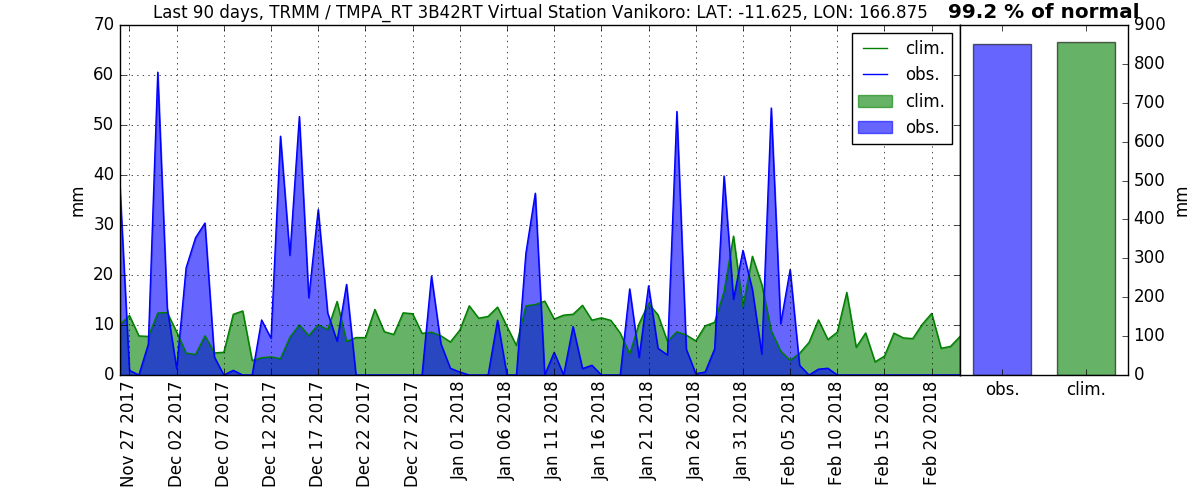 Last 90 days, TRMM / TMPA_RT 3B42RT Virtual Station Vanikoro: LAT: -11.625, LON: 166.875
99.2 % of normal
70
60
50
40
30
20
10
0
mm
clim.
obs.
clim.
obs.
900
800
700
600
500
400
300
200
100
0
mm
obs.
clim.
Nov 27 2017
Dec 02 2017
Dec 07 2017
Dec 12 2017
Dec 17 2017
Dec 22 2017
Dec 27 2017
Jan 01 2018
Jan 06 2018
Jan 11 2018
Jan 16 2018
Jan 21 2018
Jan 26 2018
Jan 31 2018
Feb 05 2018
Feb 10 2018
Feb 15 2018
Feb 20 2018